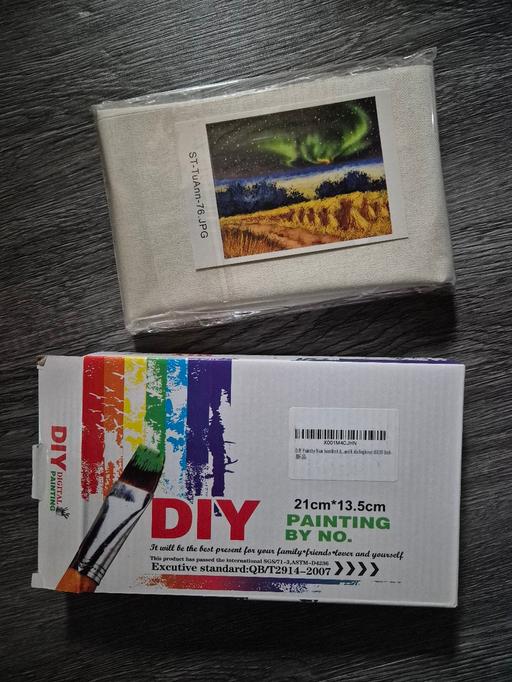 ST-TuAnn-76.JPG
DIY
DIGITAL
PAINTING
X001M4CJHN
DIY
21cm*13.5cm
PAINTING
BY NO.
It will be the best present for your family·friends·lover and yourself
This product has passed the international SGS/71-3,ASTM-D4236
Excutive standard:QB/T2914-2007